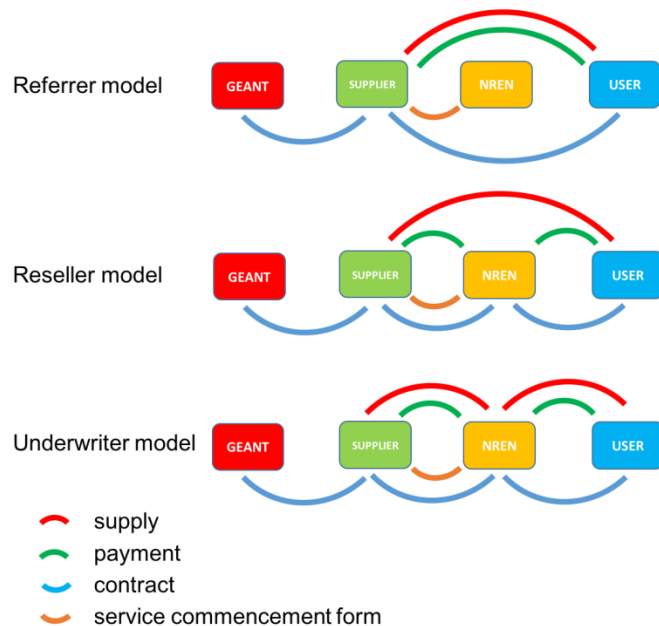 Referrer model
GEANT
SUPPLIER
NREN
USER
Reseller model
GEANT
SUPPLIER
NREN
USER
Underwriter model
GEANT
SUPPLIER
NREN
USER
supply
payment
contract
service commencement form